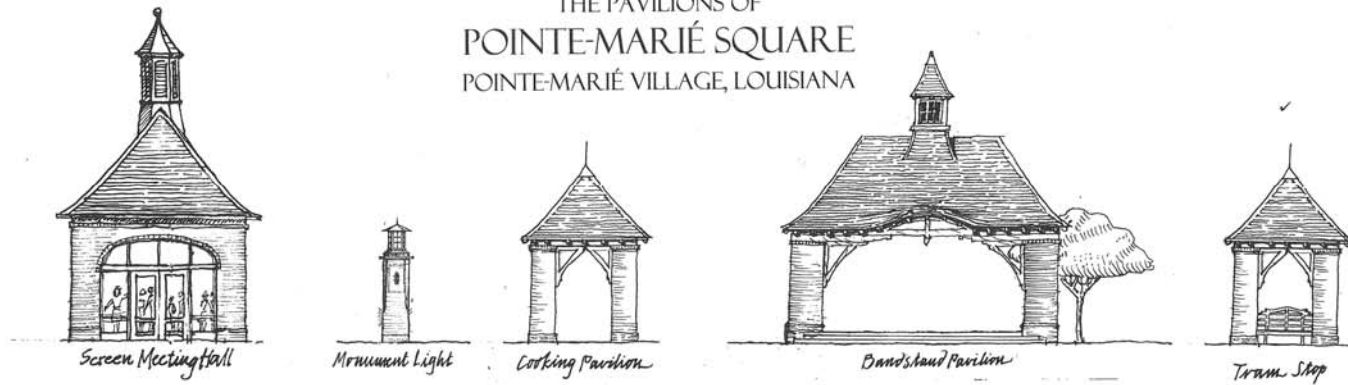 THE PAVILIONS OF
POINTE-MARIÉ SQUARE
POINTE-MARIÉ VILLAGE, LOUISIANA
Screen Meeting Hall
Monument Light
Cooking Pavilion
Bandstand Pavilion
Tram Stop